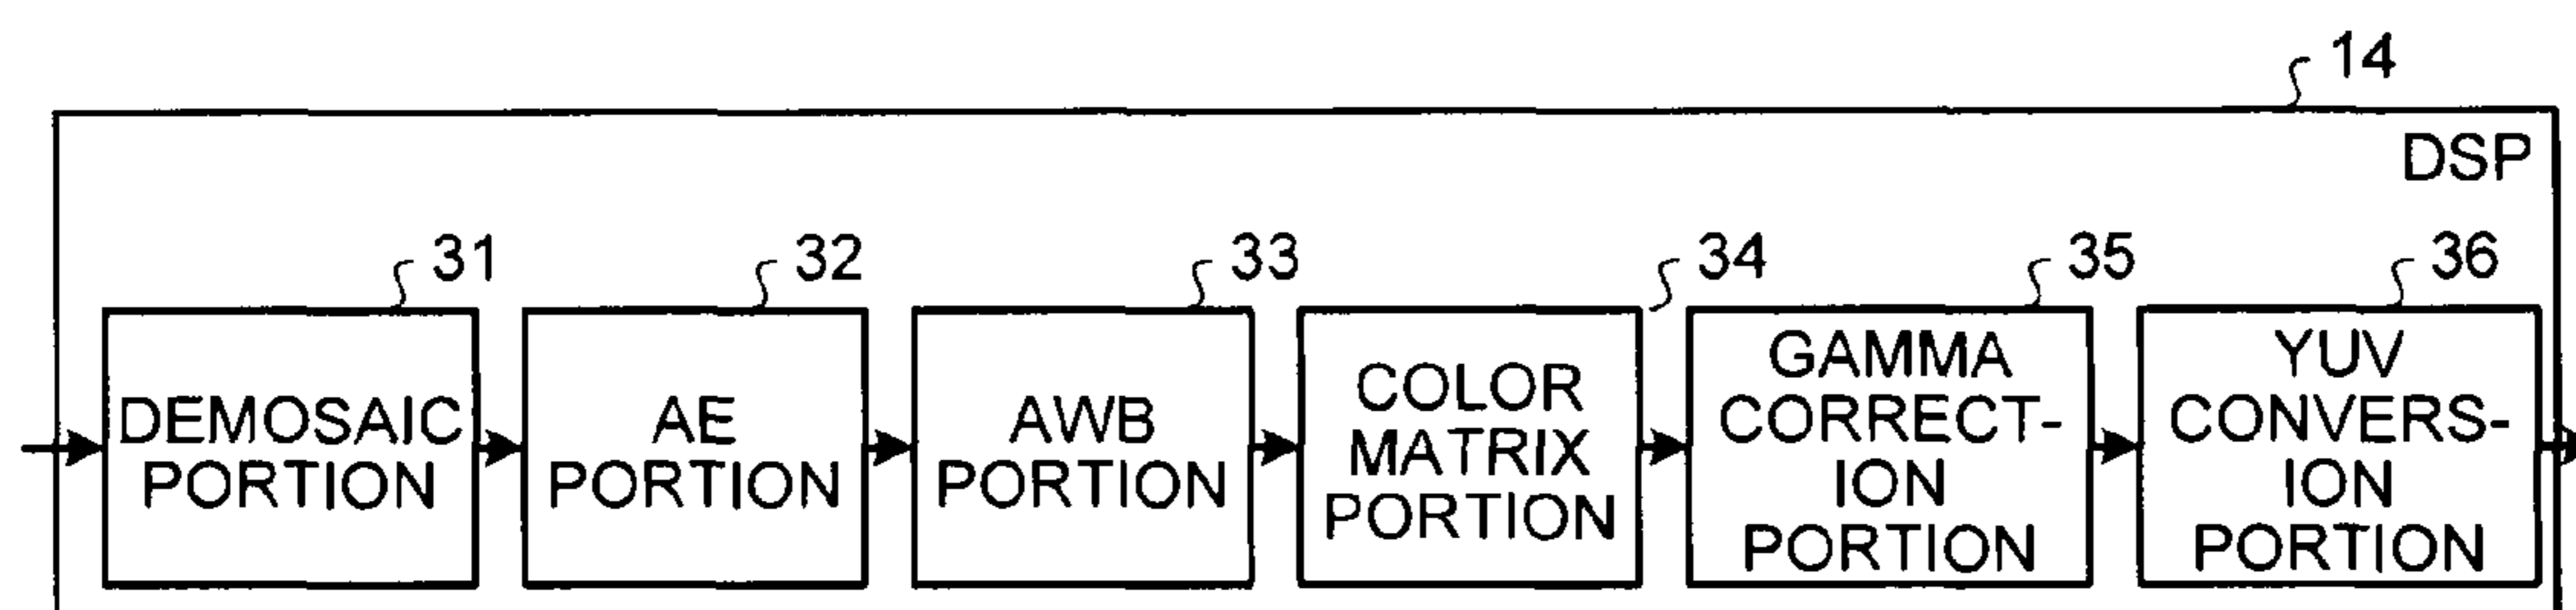 14
DSP
31
32
33
34
35
36
DEMOSAIC
PORTION
AE
PORTION
AWB
PORTION
COLOR
MATRIX
PORTION
GAMMA
CORRECT-
ION
PORTION
YUV
CONVERS-
ION
PORTION